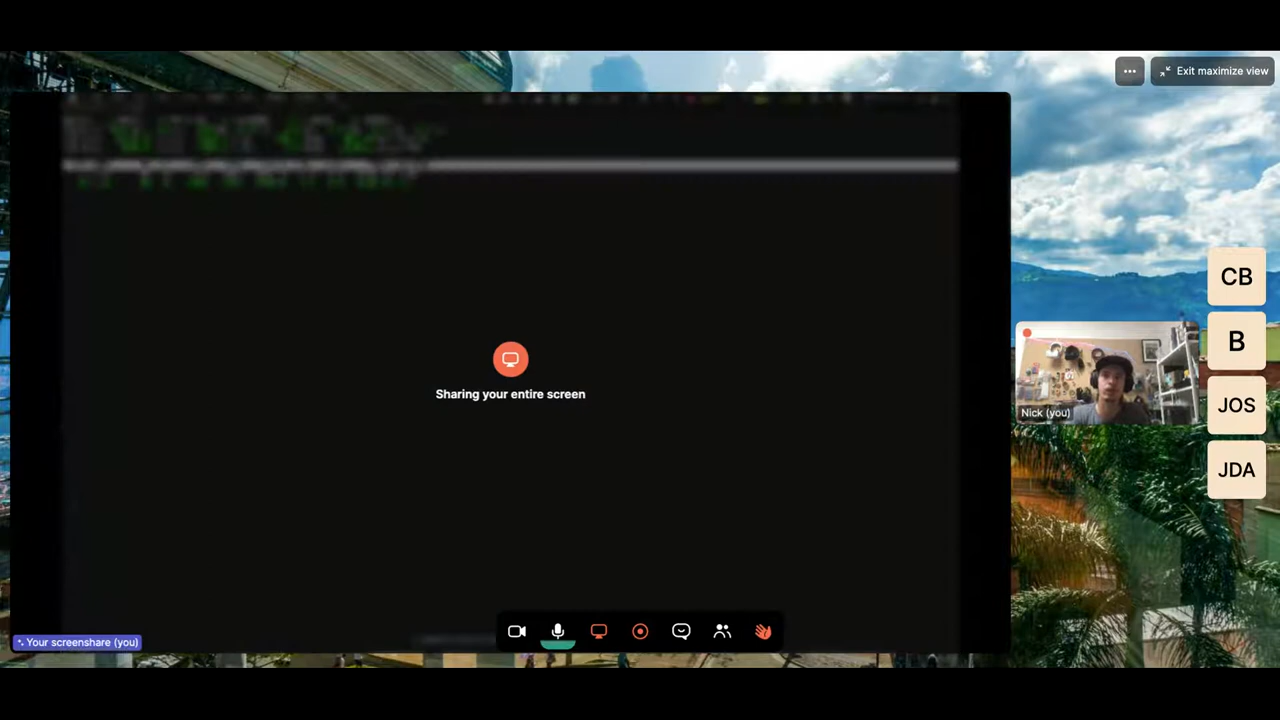 Exit maximize view
CB
B
JOS
JDA
Sharing your entire screen
Nick (you)
Your screenshare (you)